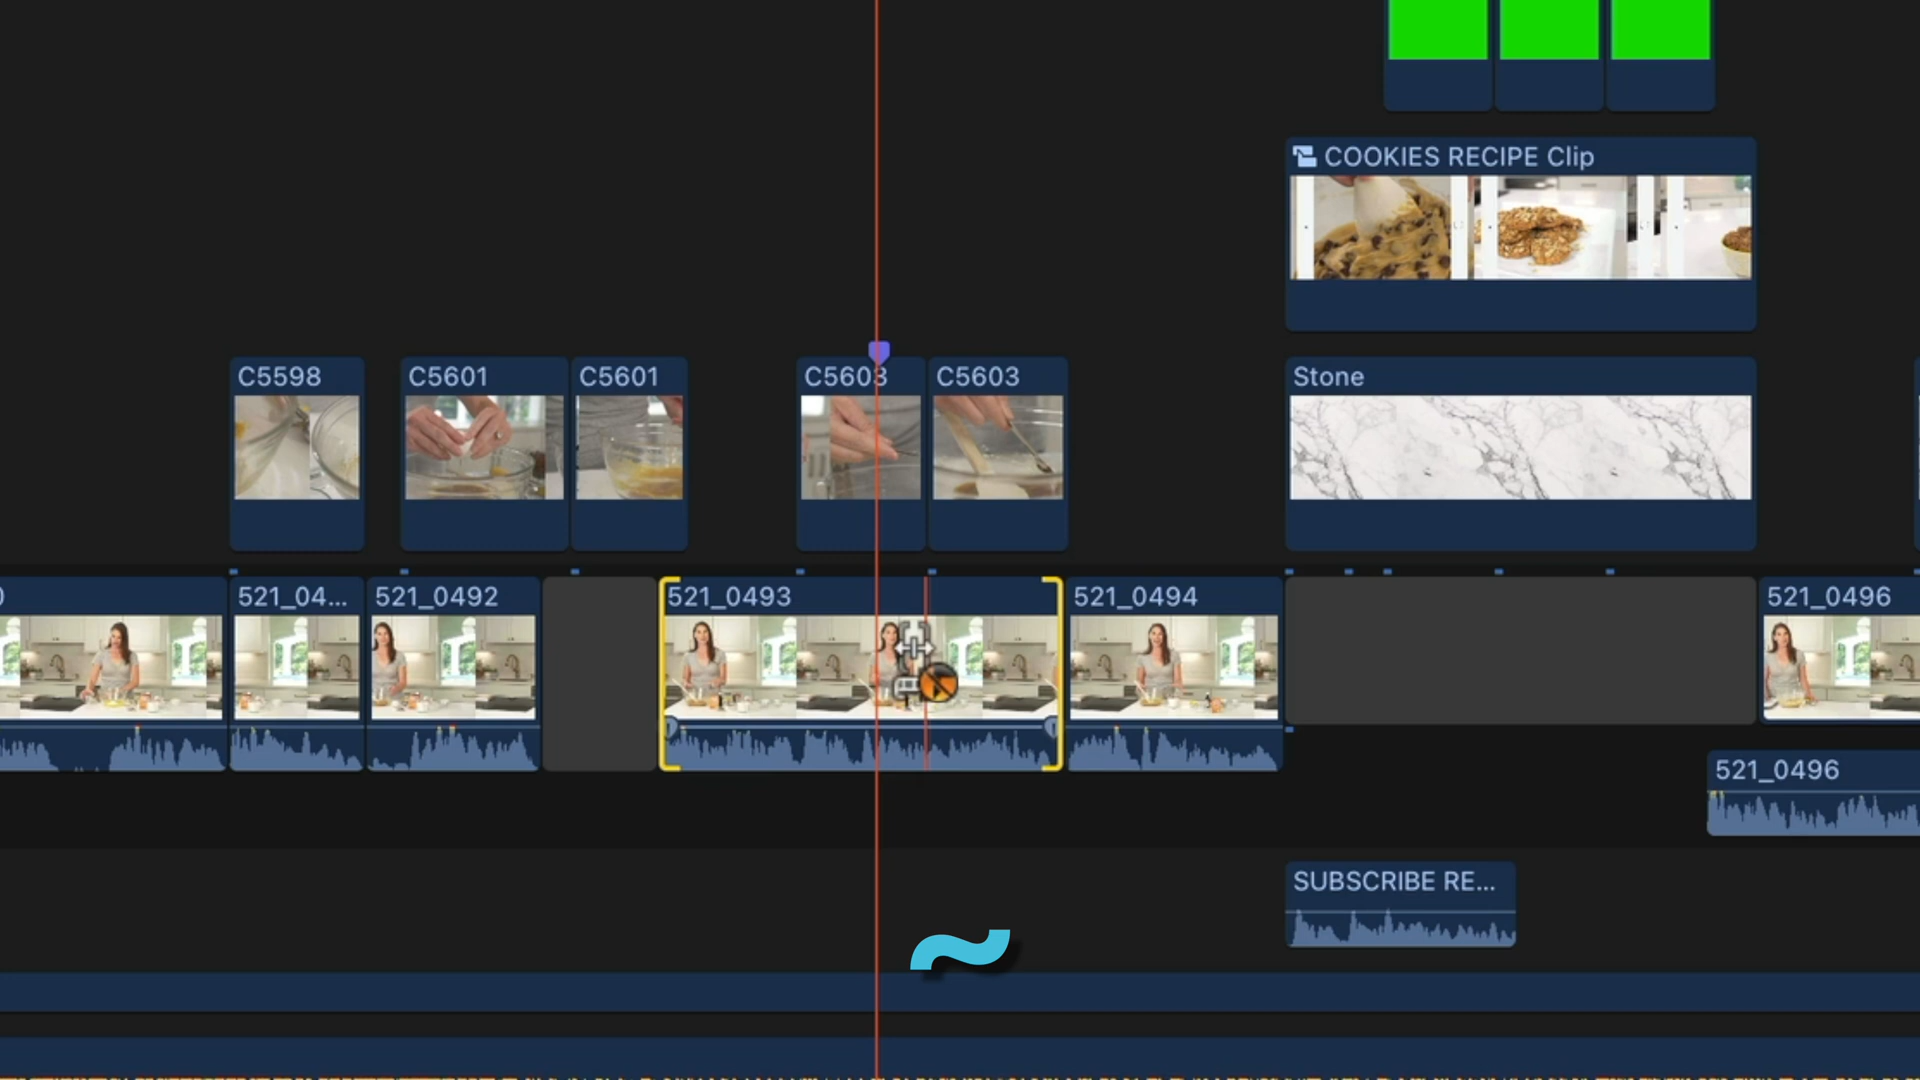 COOKIES RECIPE Clip
C5598
C5601
C5601
C5603
C5603
Stone
521_04...
521_0492
521_0493
521_0494
521_0496
521_0496
SUBSCRIBE RE...
~